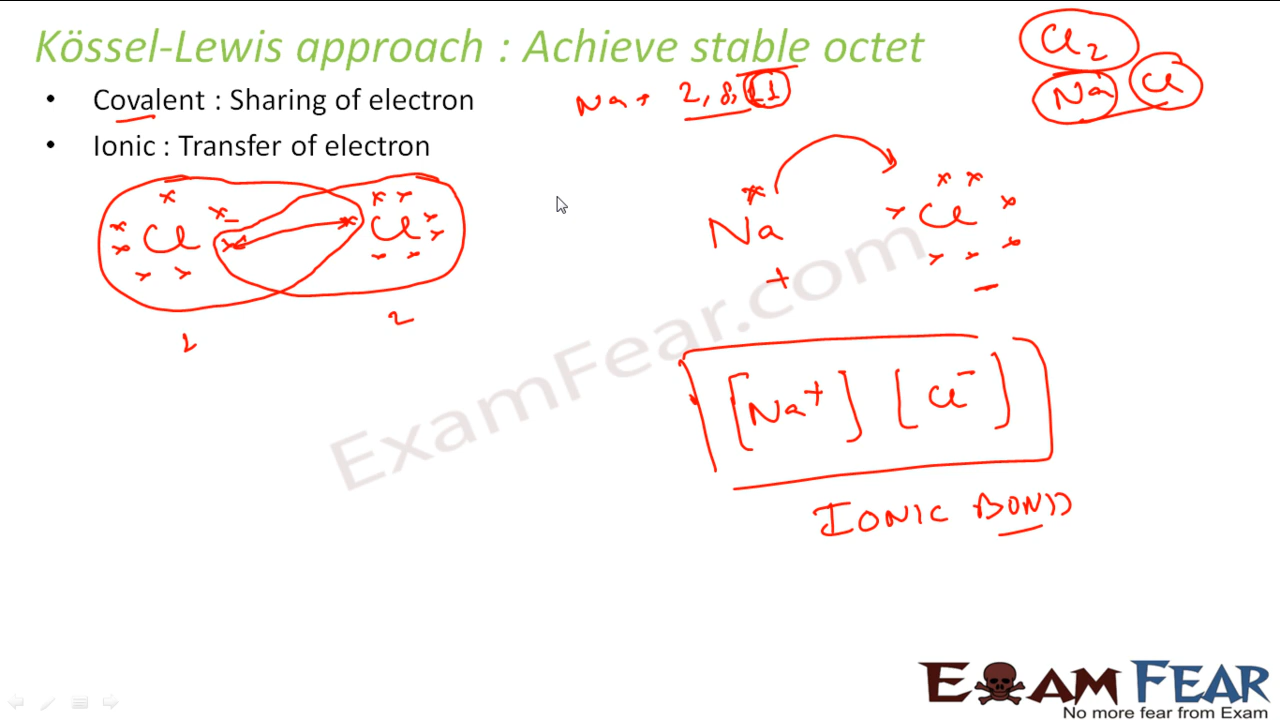 Kössel-Lewis approach : Achieve stable octet
• Covalent : Sharing of electron
• Ionic : Transfer of electron
Cl2
Na Cl
Na
2, 8,
Cl Cl
1 2
Na Cl
+ -
[Na+] [Cl-]
IONIC BOND
ExamFear.com
EXAM FEAR
No more fear from Exam